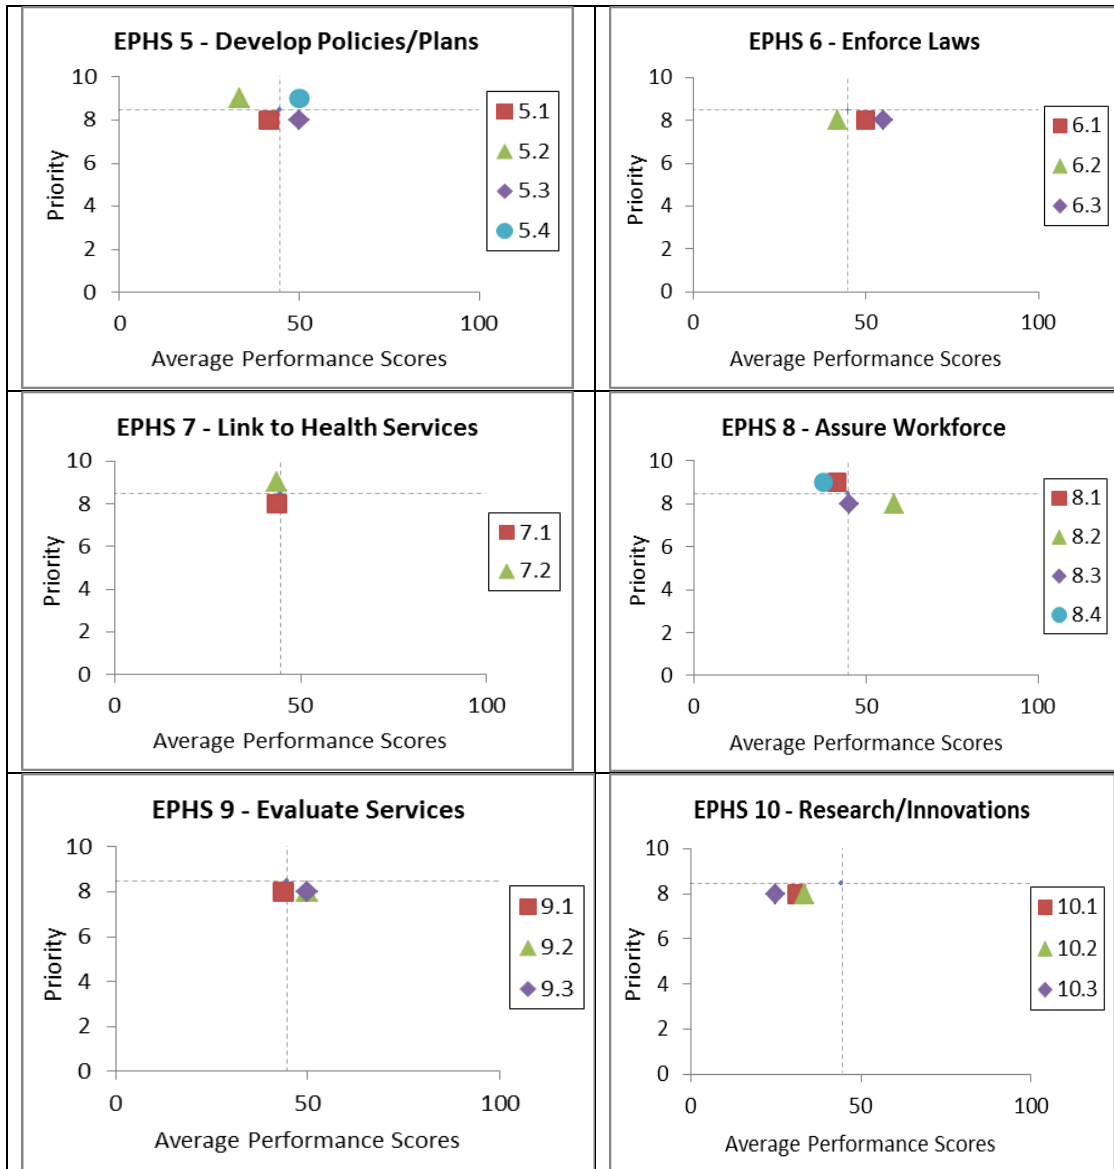 EPHS 5 - Develop Policies/Plans
10
8
6
4
2
0
Priority
0 50 100
Average Performance Scores
5.1
5.2
5.3
5.4
EPHS 6 - Enforce Laws
10
8
6
4
2
0
Priority
0 50 100
Average Performance Scores
6.1
6.2
6.3
EPHS 7 - Link to Health Services
10
8
6
4
2
0
Priority
0 50 100
Average Performance Scores
7.1
7.2
EPHS 8 - Assure Workforce
10
8
6
4
2
0
Priority
0 50 100
Average Performance Scores
8.1
8.2
8.3
8.4
EPHS 9 - Evaluate Services
10
8
6
4
2
0
Priority
0 50 100
Average Performance Scores
9.1
9.2
9.3
EPHS 10 - Research/Innovations
10
8
6
4
2
0
Priority
0 50 100
Average Performance Scores
10.1
10.2
10.3